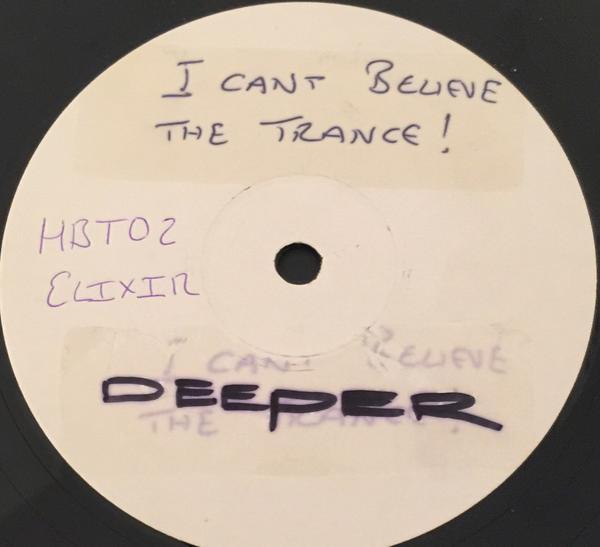 I CANT BELIEVE
THE TRANCE!
HBT02
ELIXIR
I CANT BELIEVE
DEEPER
THE TRANCE!